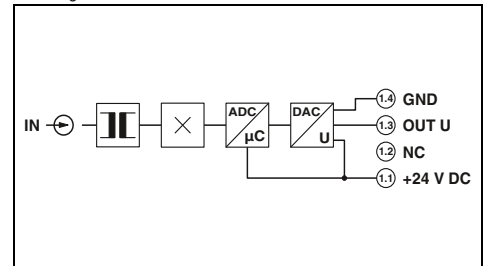 IN
ADC
µC
DAC
U
1.4 GND
1.3 OUT U
1.2 NC
1.1 +24 V DC